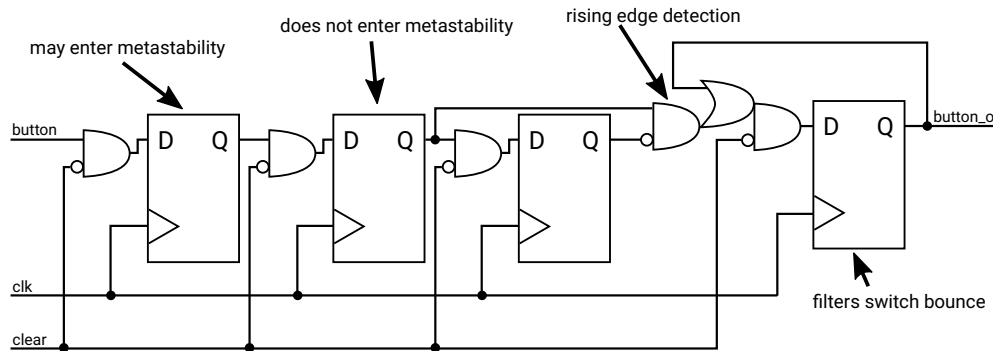 rising edge detection
does not enter metastability
may enter metastability
button
D Q
D Q
D Q
D Q
button_o
clk
filters switch bounce
clear